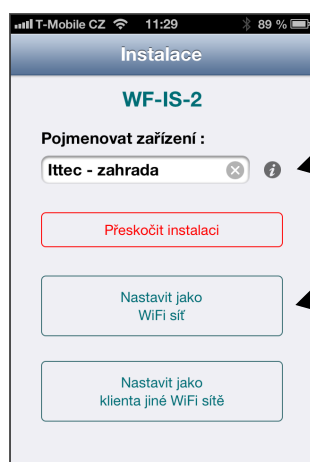 T-Mobile CZ 11:29 89 %
Instalace
WF-IS-2
Pojmenovat zařízení :
Ittec - zahrada
Přeskočit instalaci
Nastavit jako
WiFi síť
Nastavit jako
klienta jiné WiFi sítě